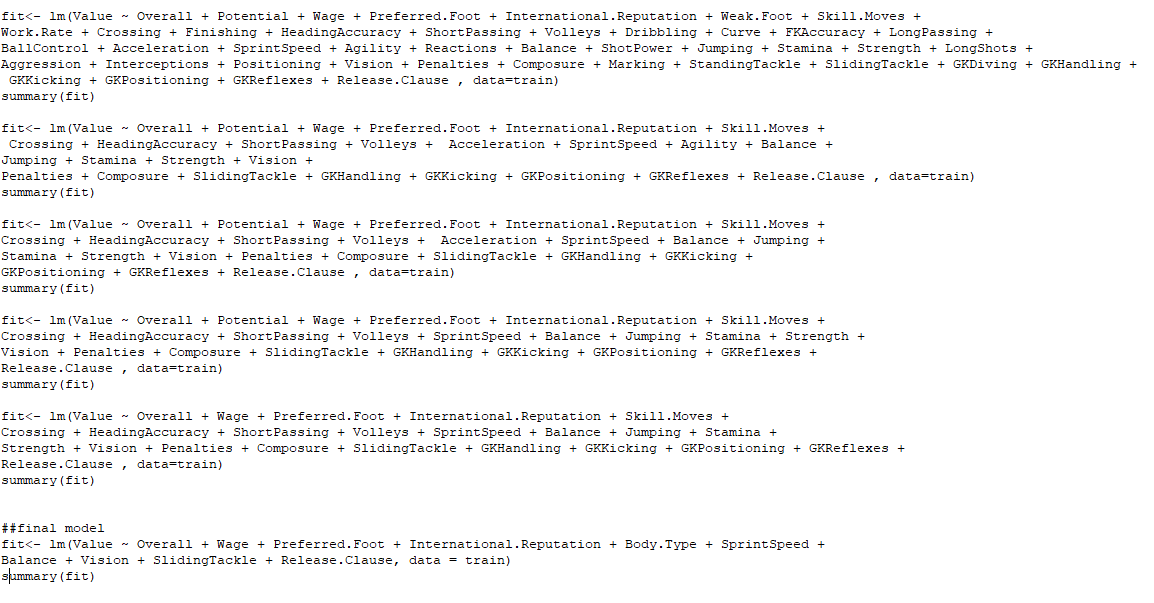 fit<- lm(Value ~ Overall + Potential + Wage + Preferred.Foot + International.Reputation + Weak.Foot + Skill.Moves +
Work.Rate + Crossing + Finishing + HeadingAccuracy + ShortPassing + Volleys + Dribbling + Curve + FKAccuracy + LongPassing +
BallControl + Acceleration + SprintSpeed + Agility + Reactions + Balance + ShotPower + Jumping + Stamina + Strength + LongShots +
Aggression + Interceptions + Positioning + Vision + Penalties + Composure + Marking + StandingTackle + SlidingTackle + GKDiving + GKHandling +
 GKKicking + GKPositioning + GKReflexes + Release.Clause , data=train)
summary(fit)
fit<- lm(Value ~ Overall + Potential + Wage + Preferred.Foot + International.Reputation + Skill.Moves +
 Crossing + HeadingAccuracy + ShortPassing + Volleys +  Acceleration + SprintSpeed + Agility + Balance +
Jumping + Stamina + Strength + Vision +
Penalties + Composure + SlidingTackle + GKHandling + GKKicking + GKPositioning + GKReflexes + Release.Clause , data=train)
summary(fit)
fit<- lm(Value ~ Overall + Potential + Wage + Preferred.Foot + International.Reputation + Skill.Moves +
Crossing + HeadingAccuracy + ShortPassing + Volleys +  Acceleration + SprintSpeed + Balance + Jumping +
Stamina + Strength + Vision + Penalties + Composure + SlidingTackle + GKHandling + GKKicking +
GKPositioning + GKReflexes + Release.Clause , data=train)
summary(fit)
fit<- lm(Value ~ Overall + Potential + Wage + Preferred.Foot + International.Reputation + Skill.Moves +
Crossing + HeadingAccuracy + ShortPassing + Volleys + SprintSpeed + Balance + Jumping + Stamina + Strength +
Vision + Penalties + Composure + SlidingTackle + GKHandling + GKKicking + GKPositioning + GKReflexes +
Release.Clause , data=train)
summary(fit)
fit<- lm(Value ~ Overall + Wage + Preferred.Foot + International.Reputation + Skill.Moves +
Crossing + HeadingAccuracy + ShortPassing + Volleys + SprintSpeed + Balance + Jumping + Stamina +
Strength + Vision + Penalties + Composure + SlidingTackle + GKHandling + GKKicking + GKPositioning + GKReflexes +
Release.Clause , data=train)
summary(fit)
##final model
fit<- lm(Value ~ Overall + Wage + Preferred.Foot + International.Reputation + Body.Type + SprintSpeed +
Balance + Vision + SlidingTackle + Release.Clause, data = train)
summary(fit)